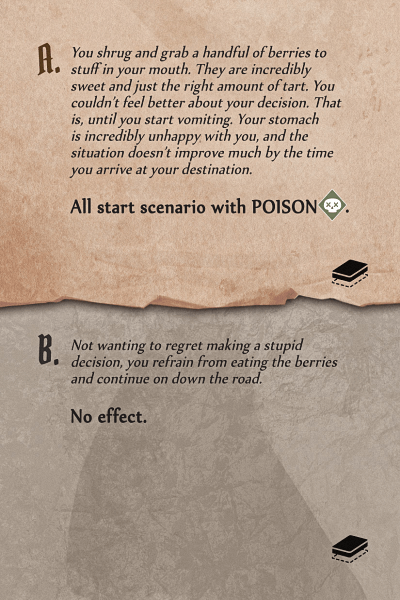 A.
You shrug and grab a handful of berries to
stuff in your mouth. They are incredibly
sweet and just the right amount of tart. You
couldn't feel better about your decision. That
is, until you start vomiting. Your stomach
is incredibly unhappy with you, and the
situation doesn't improve much by the time
you arrive at your destination.
All start scenario with POISON.
B.
Not wanting to regret making a stupid
decision, you refrain from eating the berries
and continue on down the road.
No effect.